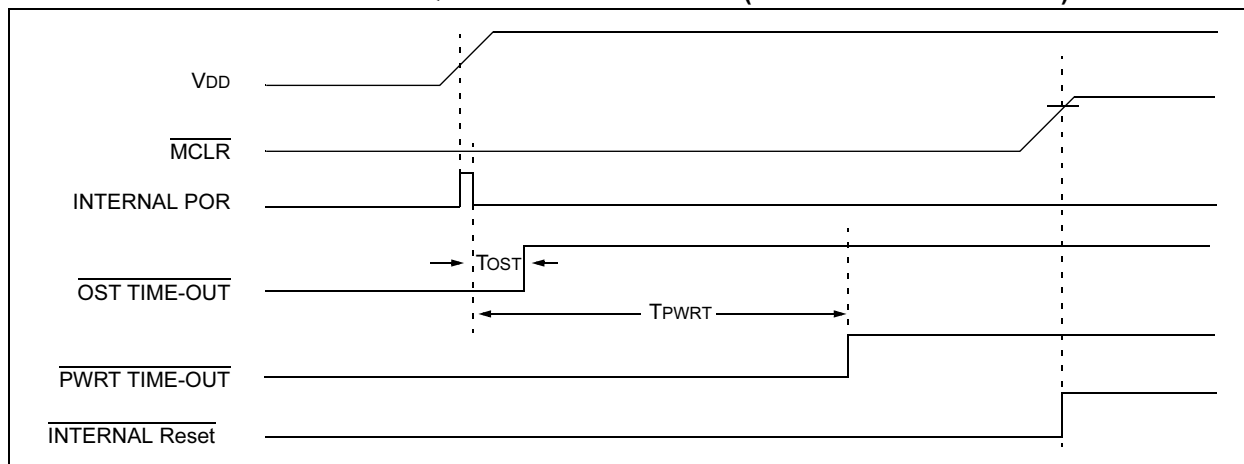 VDD
MCLR
INTERNAL POR
TOST
OST TIME-OUT
TPWRT
PWRT TIME-OUT
INTERNAL Reset